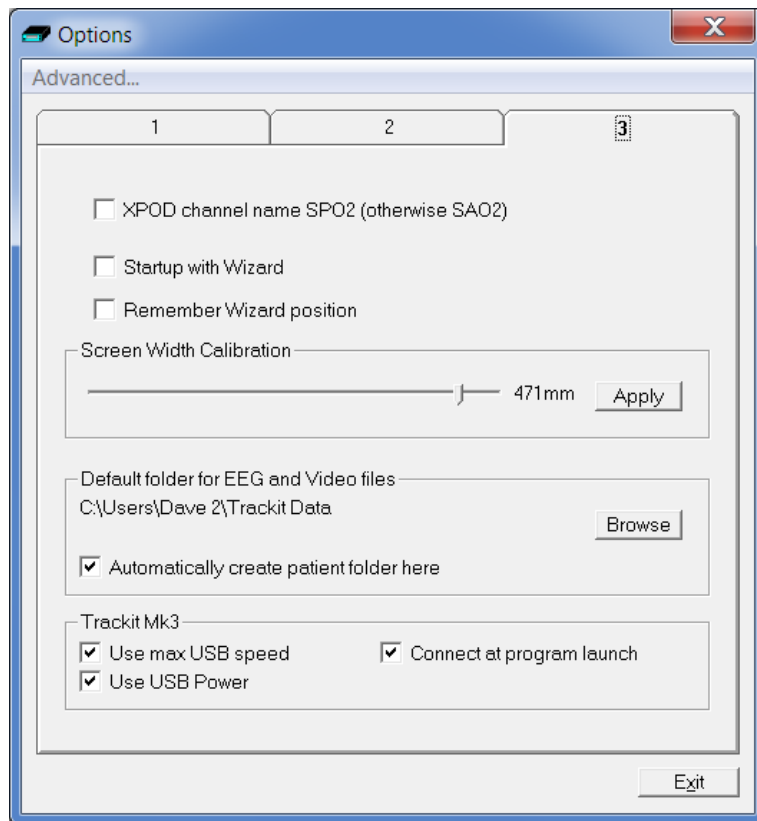 Options
Advanced...
1 2 3
XPOD channel name SPO2 (otherwise SAO2)
Startup with Wizard
Remember Wizard position
Screen Width Calibration
471mm Apply
Default folder for EEG and Video files
C:\Users\Dave 2\Trackit Data
Browse
Automatically create patient folder here
Trackit Mk3
Use max USB speed Connect at program launch
Use USB Power
Exit